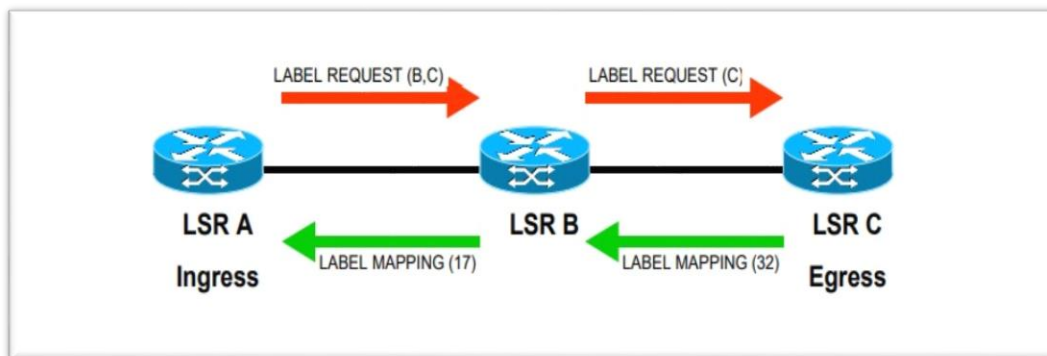 LABEL REQUEST (B,C)
LABEL REQUEST (C)
LSR A
LSR B
LSR C
LABEL MAPPING (17)
LABEL MAPPING (32)
Ingress
Egress